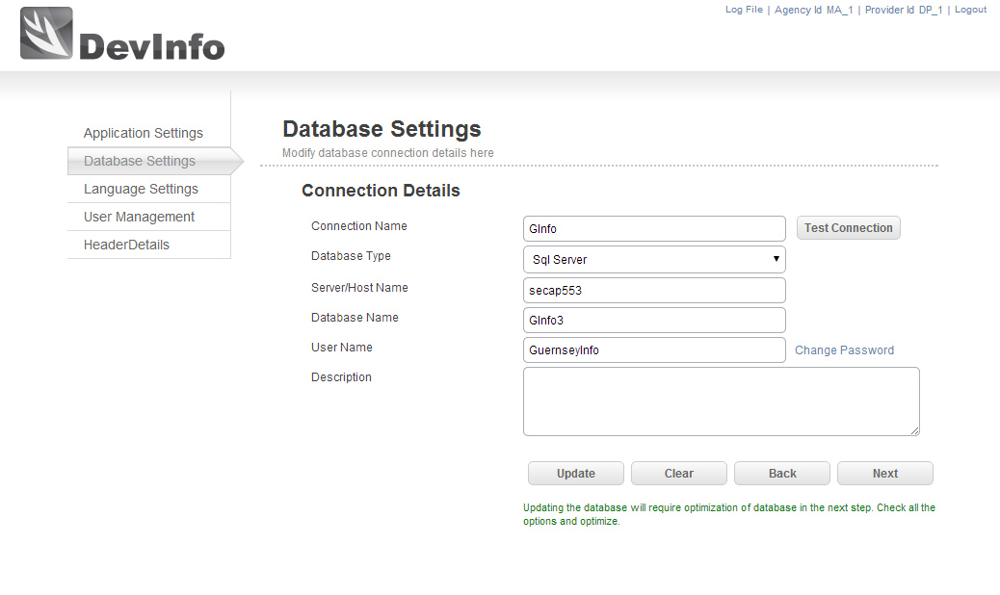 Log File | Agency Id MA_1 | Provider Id DP_1 | Logout
DevInfo
Application Settings
Database Settings
Language Settings
User Management
HeaderDetails
Database Settings
Modify database connection details here
Connection Details
Connection Name GInfo Test Connection
Database Type Sql Server
Server/Host Name secap553
Database Name GInfo3
User Name GuernseyInfo Change Password
Description
Update Clear Back Next
Updating the database will require optimization of database in the next step. Check all the
options and optimize.